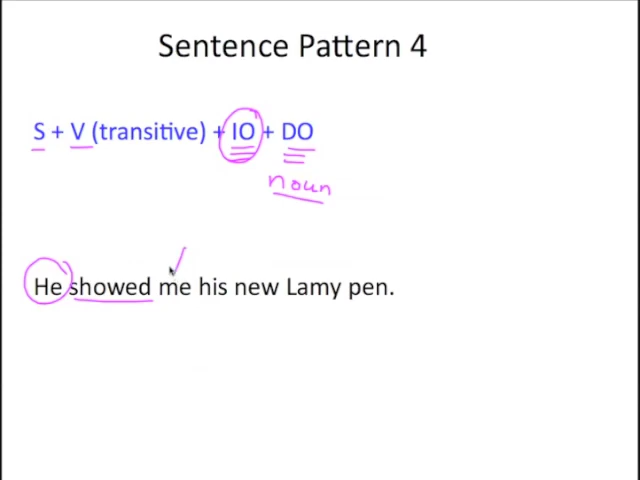 Sentence Pattern 4
S + V (transitive) + IO + DO
noun
He showed me his new Lamy pen.